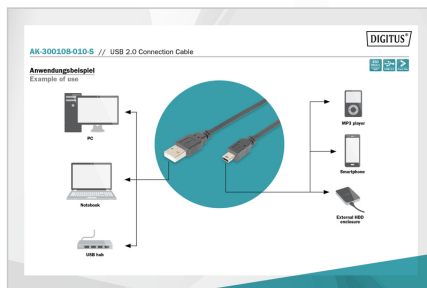 DIGITUS®
AK-300108-010-S // USB 2.0 Connection Cable
Anwendungsbeispiel
Example of use
PC
Notebook
USB hub
MP3 player
Smartphone
External HDD
enclosure